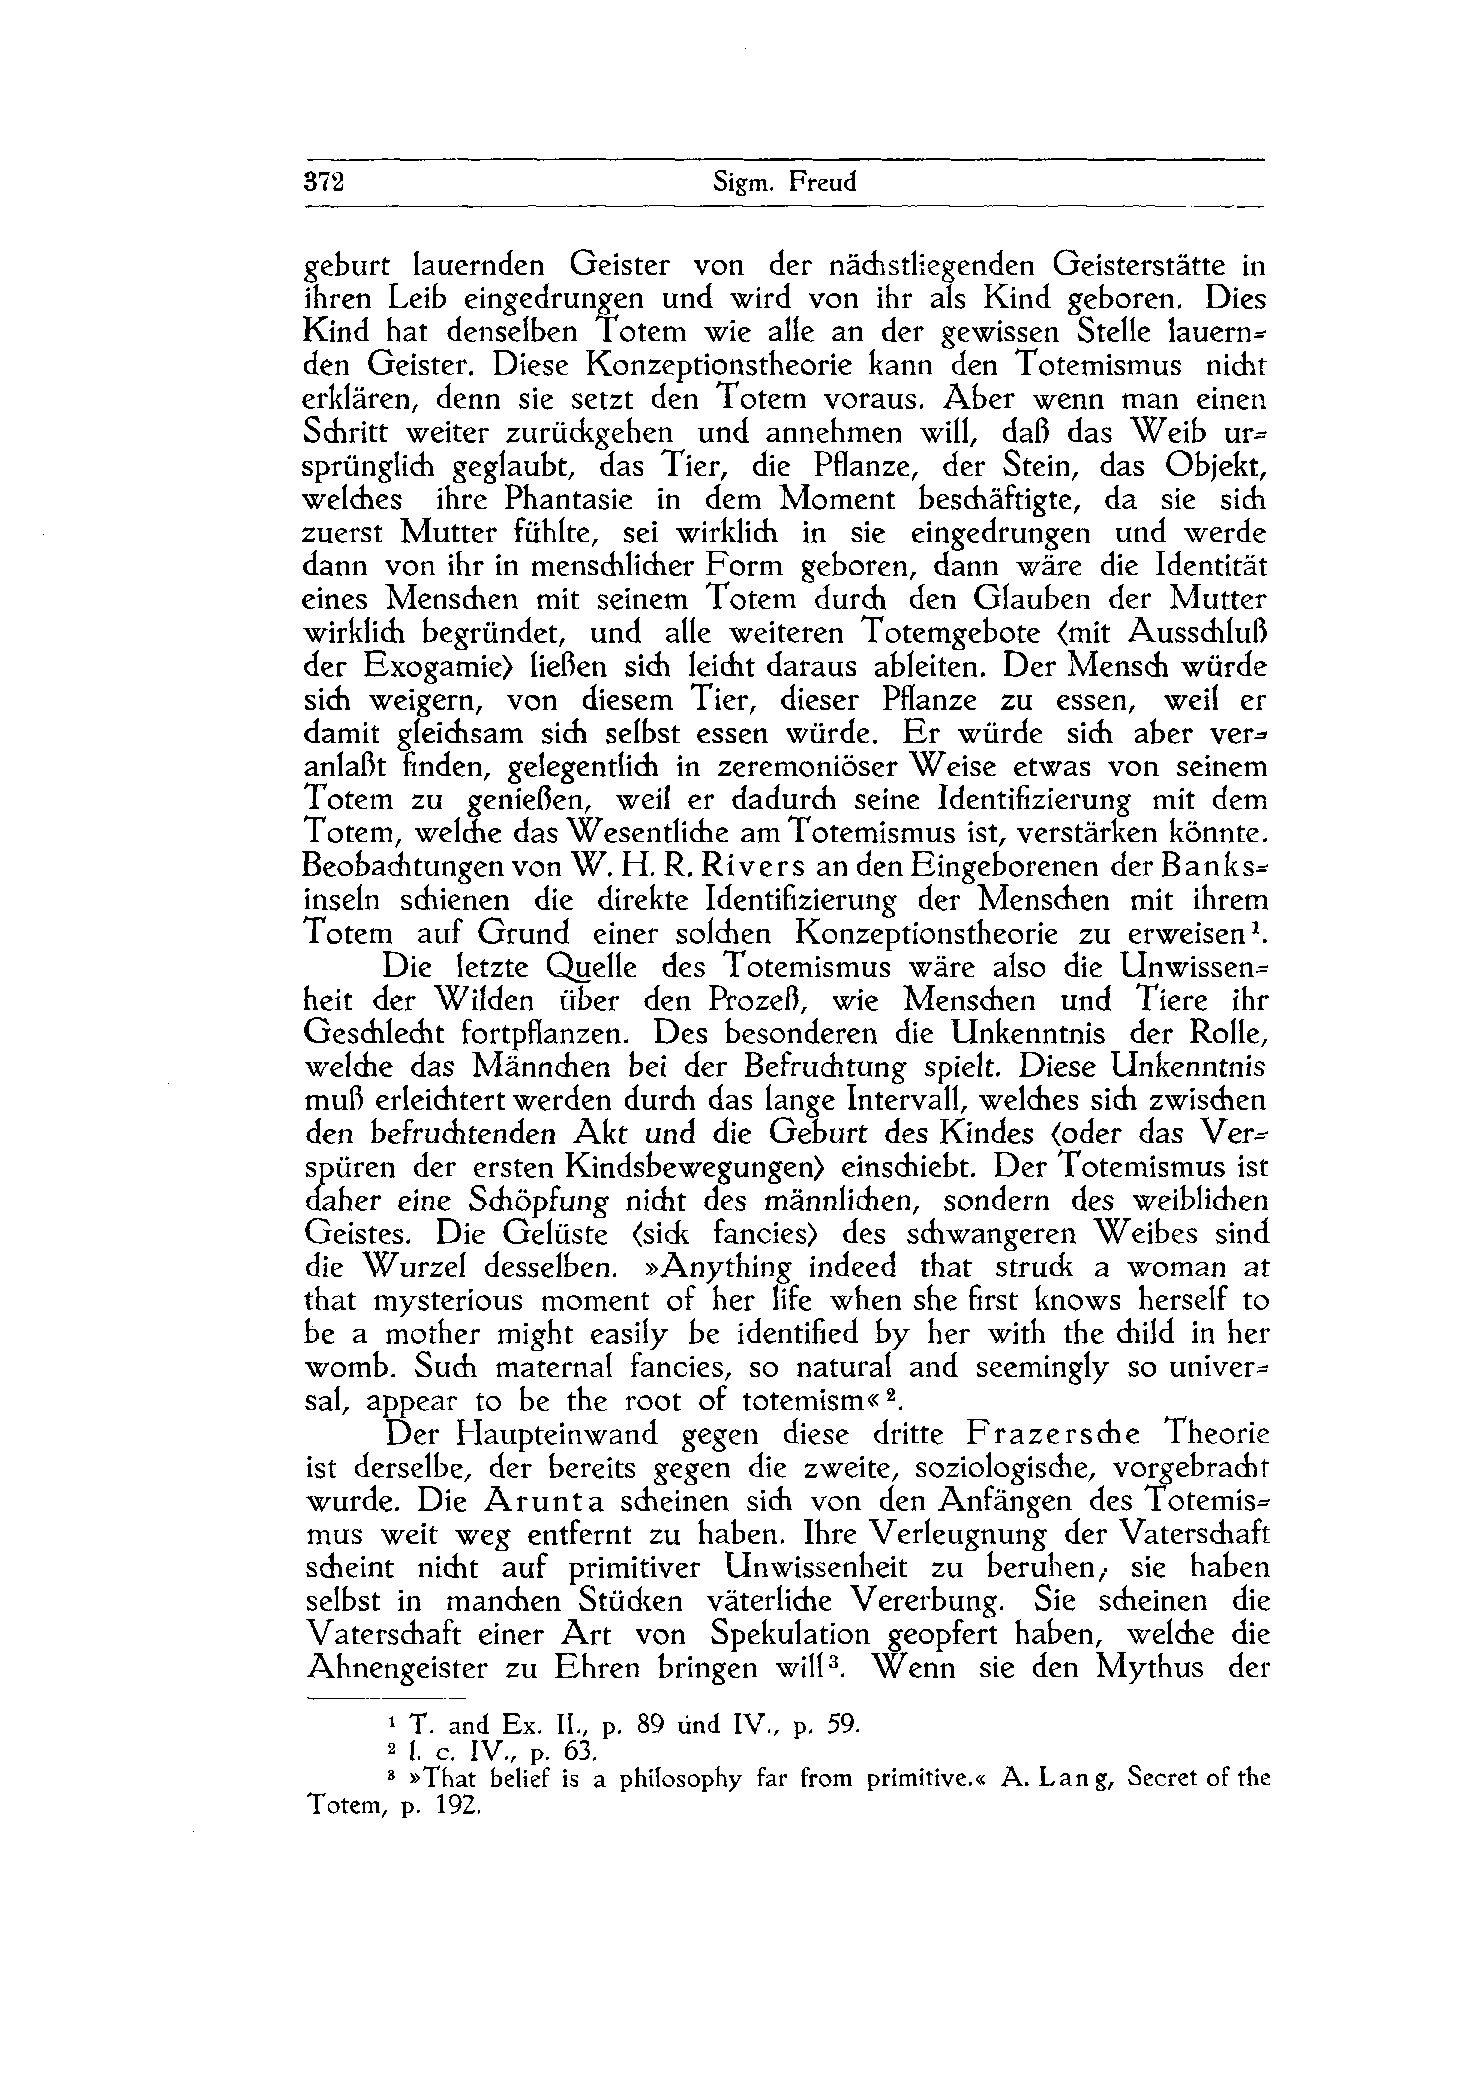 372 Sigm. Freud
geburt lauernden Geister von der nächstliegenden Geisterstätte in
ihren Leib eingedrungen und wird von ihr als Kind geboren. Dies
Kind hat denselben Totem wie alle an der gewissen Stelle lauern-
den Geister. Diese Konzeptionstheorie kann den Totemismus nicht
erklären, denn sie setzt den Totem voraus. Aber wenn man einen
Schritt weiter zurückgehen und annehmen will, daß das Weib ur-
sprünglich geglaubt, das Tier, die Pflanze, der Stein, das Objekt,
welches ihre Phantasie in dem Moment beschäftigte, da sie sich
zuerst Mutter fühlte, sei wirklich in sie eingedrungen und werde
dann von ihr in menschlicher Form geboren, dann wäre die Identität
eines Menschen mit seinem Totem durch den Glauben der Mutter
wirklich begründet, und alle weiteren Totemgebote (mit Ausschluß
der Exogamie) ließen sich leicht daraus ableiten. Der Mensch würde
sich weigern, von diesem Tier, dieser Pflanze zu essen, weil er
damit gleichsam sich selbst essen würde. Er würde sich aber ver-
anlaßt finden, gelegentlich in zeremoniöser Weise etwas von seinem
Totem zu genießen, weil er dadurch seine Identifizierung mit dem
Totem, welche das Wesentliche am Totemismus ist, verstärken könnte.
Beobachtungen von W. H. R. Rivers an den Eingeborenen der Banks-
inseln schienen die direkte Identifizierung der Menschen mit ihrem
Totem auf Grund einer solchen Konzeptionstheorie zu erweisen¹.
Die letzte Quelle des Totemismus wäre also die Unwissen-
heit der Wilden über den Prozeß, wie Menschen und Tiere ihr
Geschlecht fortpflanzen. Des besonderen die Unkenntnis der Rolle,
welche das Männchen bei der Befruchtung spielt. Diese Unkenntnis
muß erleichtert werden durch das lange Intervall, welches sich zwischen
den befruchtenden Akt und die Geburt des Kindes (oder das Ver-
spüren der ersten Kindsbewegungen) einschiebt. Der Totemismus ist
daher eine Schöpfung nicht des männlichen, sondern des weiblichen
Geistes. Die Gelüste (sick fancies) des schwangeren Weibes sind
die Wurzel desselben. »Anything indeed that struck a woman at
that mysterious moment of her life when she first knows herself to
be a mother might easily be identified by her with the child in her
womb. Such maternal fancies, so natural and seemingly so univer-
sal, appear to be the root of totemism«².
Der Haupteinwand gegen diese dritte Frazersche Theorie
ist derselbe, der bereits gegen die zweite, soziologische, vorgebracht
wurde. Die Arunta scheinen sich von den Anfängen des Totemis-
mus weit weg entfernt zu haben. Ihre Verleugnung der Vaterschaft
scheint nicht auf primitiver Unwissenheit zu beruhen; sie haben
selbst in manchen Stücken väterliche Vererbung. Sie scheinen die
Vaterschaft einer Art von Spekulation geopfert haben, welche die
Ahnengeister zu Ehren bringen will³. Wenn sie den Mythus der
¹ T. and Ex. II., p. 89 und IV., p. 59.
² l. c. IV., p. 63.
³ »That belief is a philosophy far from primitive.« A. Lang, Secret of the
Totem, p. 192.